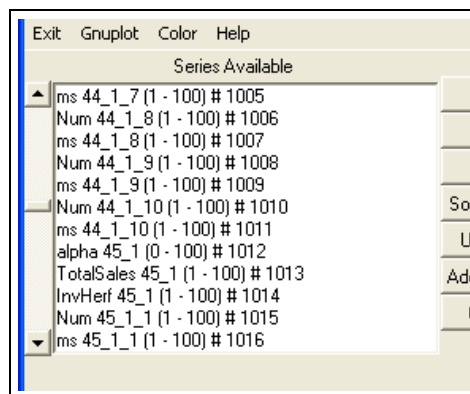 Exit Gnuplot Color Help
Series Available
ms 44_1_7 (1 - 100) # 1005
Num 44_1_8 (1 - 100) # 1006
ms 44_1_8 (1 - 100) # 1007
Num 44_1_9 (1 - 100) # 1008
ms 44_1_9 (1 - 100) # 1009
Num 44_1_10 (1 - 100) # 1010
ms 44_1_10 (1 - 100) # 1011
alpha 45_1 (0 - 100) # 1012
TotalSales 45_1 (1 - 100) # 1013
InvHerf 45_1 (1 - 100) # 1014
Num 45_1_1 (1 - 100) # 1015
ms 45_1_1 (1 - 100) # 1016